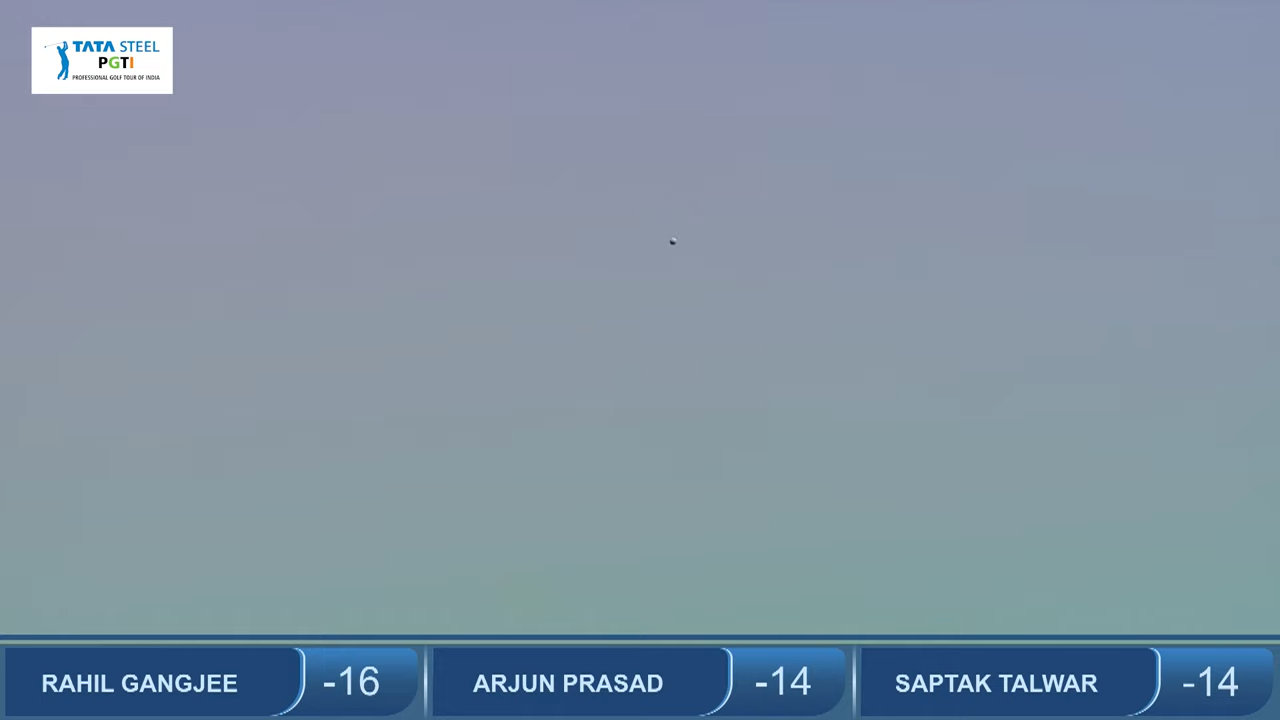 TATA STEEL
PGTI
PROFESSIONAL GOLF TOUR OF INDIA
RAHIL GANGJEE -16 ARJUN PRASAD -14 SAPTAK TALWAR -14